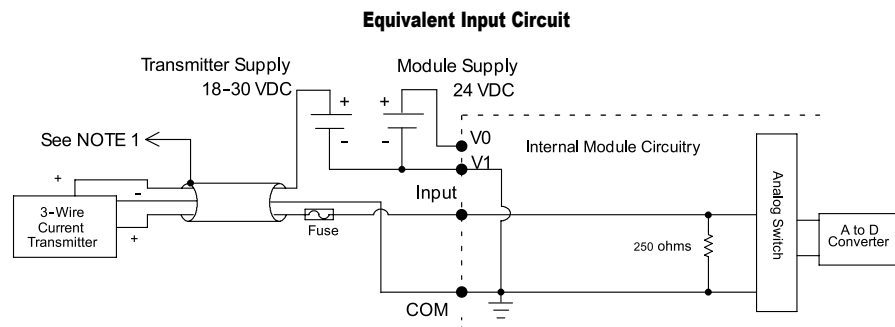 Equivalent Input Circuit
Transmitter Supply
18-30 VDC
Module Supply
24 VDC
+
-
+
-
V0
V1
See NOTE 1
Internal Module Circuitry
+
-
+
3-Wire
Current
Transmitter
Input
Fuse
250 ohms
Analog Switch
A to D
Converter
COM